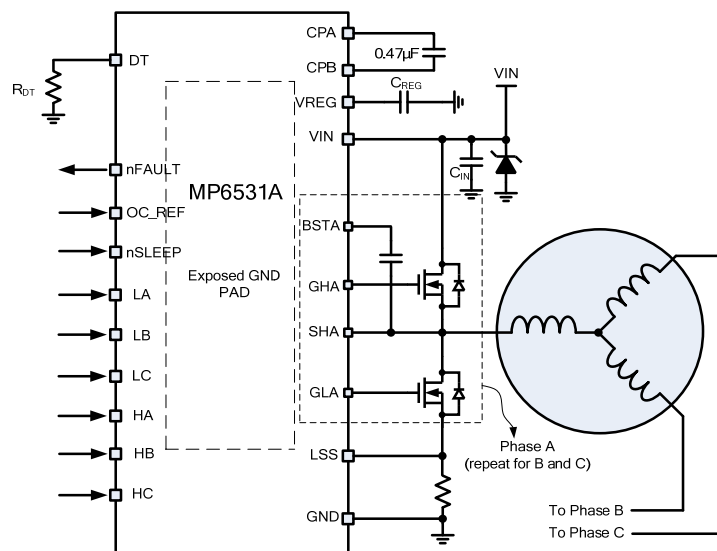 CPA
0.47µF
CPB
DT
RDT
CREG
VREG
VIN
VIN
CIN
nFAULT
MP6531A
OC_REF
BSTA
nSLEEP
Exposed GND
PAD
GHA
LA
LB
SHA
LC
GLA
HA
Phase A
(repeat for B and C)
HB
LSS
HC
GND
To Phase B
To Phase C